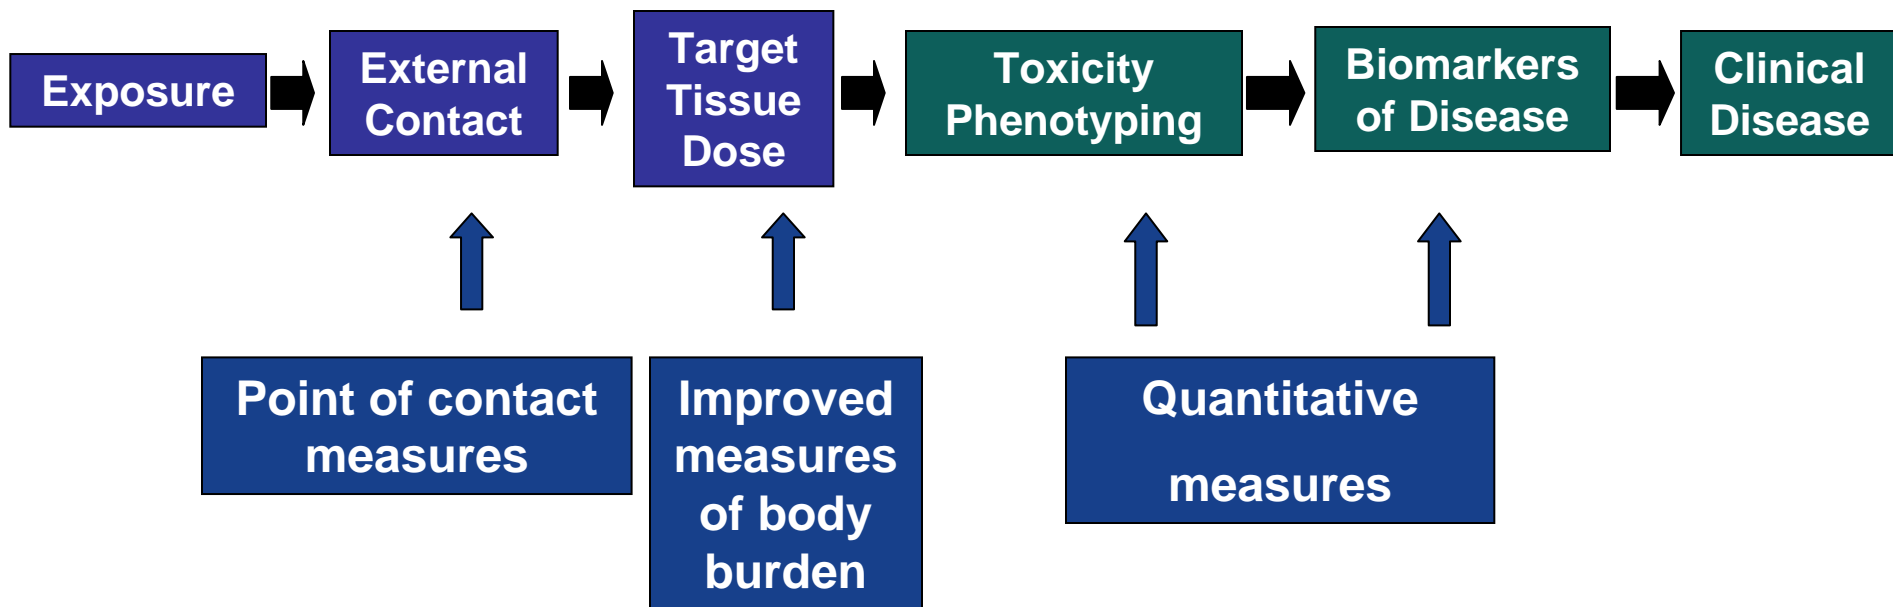 Exposure
External
Contact
Target
Tissue
Dose
Toxicity
Phenotyping
Biomarkers
of Disease
Clinical
Disease
Point of contact
measures
Improved
measures
of body
burden
Quantitative
measures